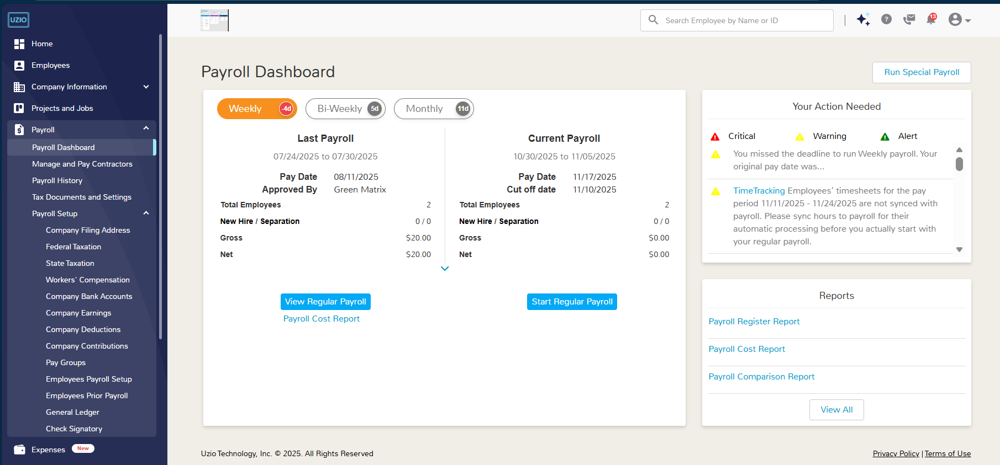 UZIO
Home
Employees
Company Information
Projects and Jobs
Payroll
Payroll Dashboard
Manage and Pay Contractors
Payroll History
Tax Documents and Settings
Payroll Setup
Company Filing Address
Federal Taxation
State Taxation
Workers' Compensation
Company Bank Accounts
Company Earnings
Company Deductions
Company Contributions
Pay Groups
Employees Payroll Setup
Employees Prior Payroll
General Ledger
Check Signatory
Expenses New
Search Employee by Name or ID
?
13
Payroll Dashboard
Run Special Payroll
Weekly -4d Bi-Weekly 5d Monthly 11d
Last Payroll
07/24/2025 to 07/30/2025
Pay Date 08/11/2025
Approved By Green Matrix
Total Employees 2
New Hire / Separation 0 / 0
Gross $20.00
Net $20.00
View Regular Payroll
Payroll Cost Report
Current Payroll
10/30/2025 to 11/05/2025
Pay Date 11/17/2025
Cut off date 11/10/2025
Total Employees 2
New Hire / Separation 0 / 0
Gross $0.00
Net $0.00
Start Regular Payroll
Your Action Needed
Critical Warning Alert
You missed the deadline to run Weekly payroll. Your
original pay date was...
TimeTracking Employees' timesheets for the pay
period 11/11/2025 - 11/24/2025 are not synced with
payroll. Please sync hours to payroll for their
automatic processing before you actually start with
your regular payroll.
Reports
Payroll Register Report
Payroll Cost Report
Payroll Comparison Report
View All
Uzio Technology, Inc. © 2025. All Rights Reserved
Privacy Policy | Terms of Use